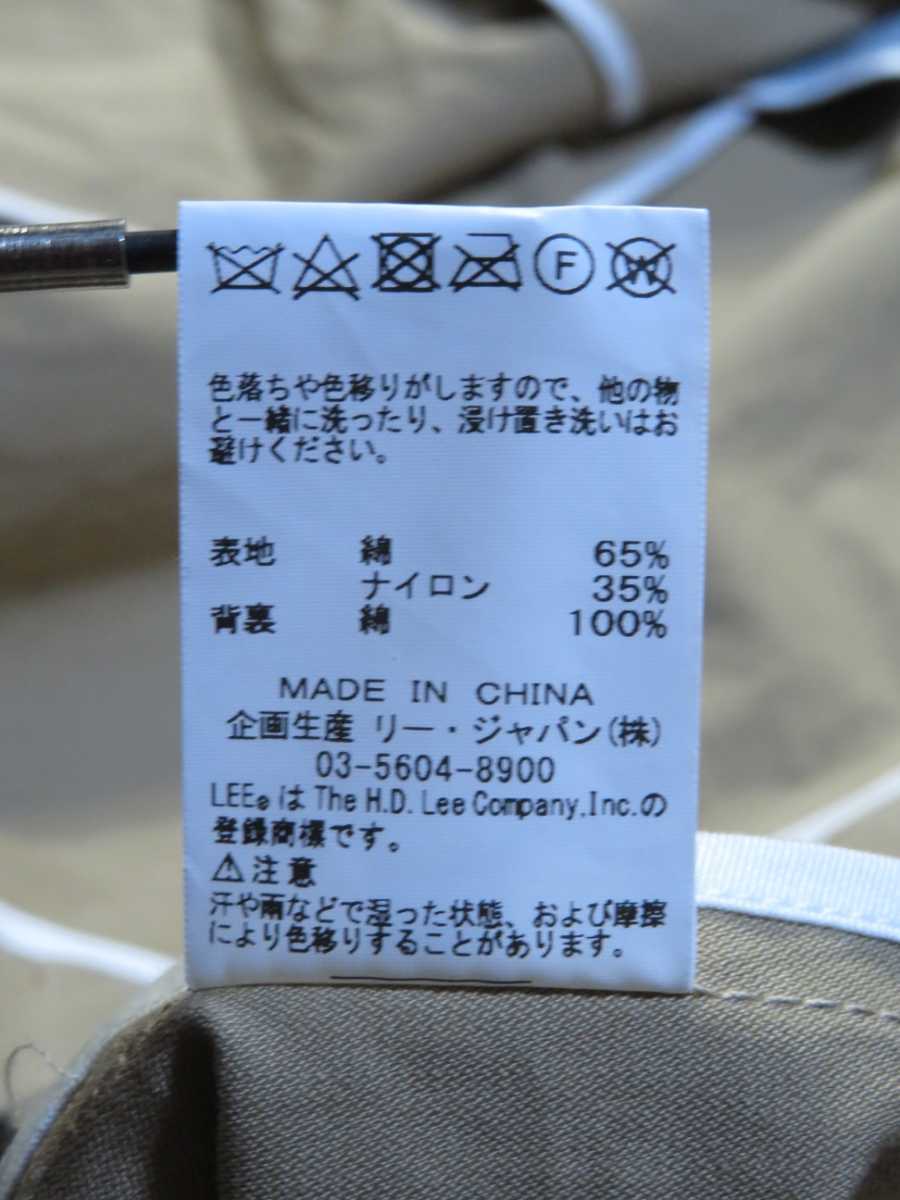 F W
色落ちや色移りがしますので、他の物
と一緒に洗ったり、浸け置き洗いはお
避けください。
表地 綿 65%
ナイロン 35%
背裏 綿 100%
MADE IN CHINA
企画生産 リー・ジャパン(株)
03-5604-8900
LEE®は The H.D. Lee Company,Inc.の
登録商標です。
⚠注意
汗や雨などで湿った状態、および摩擦
により色移りすることがあります。